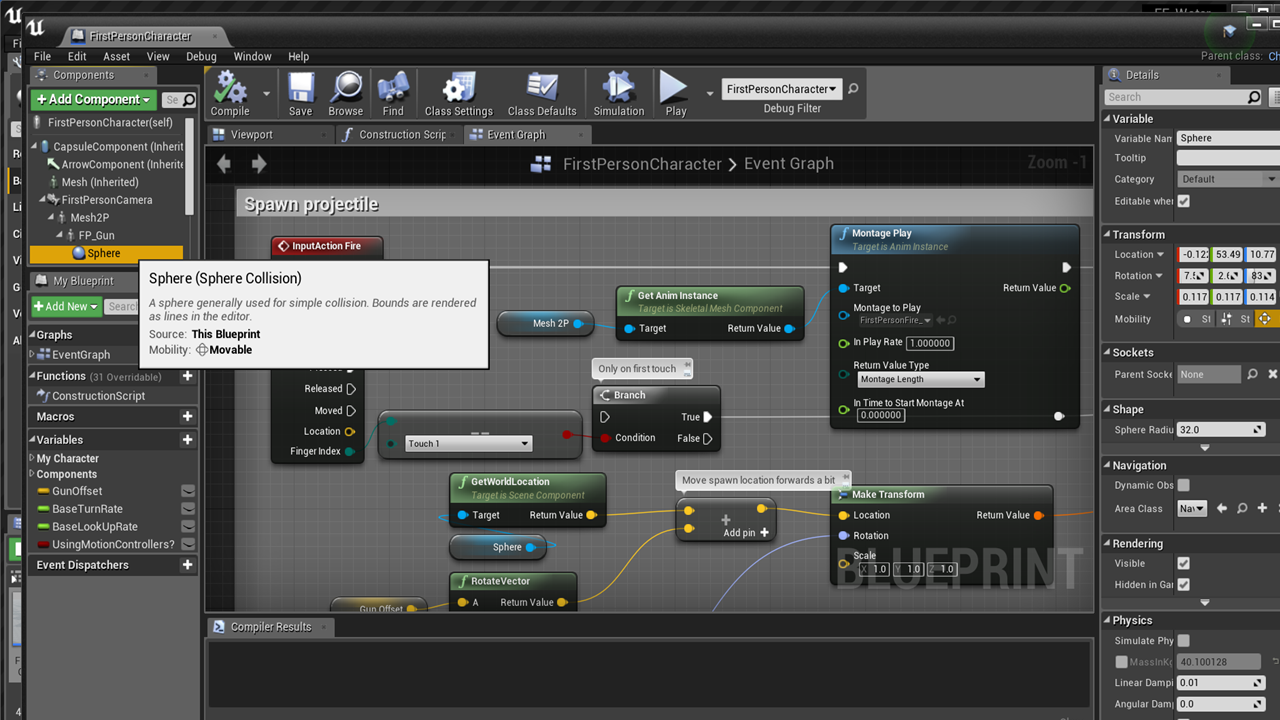 FirstPersonCharacter
File Edit Asset View Debug Window Help
Parent class:
Components
+ Add Component
Se
FirstPersonCharacter(self)
CapsuleComponent (Inherit
ArrowComponent (Inherite
Mesh (Inherited)
FirstPersonCamera
Mesh2P
FP_Gun
Sphere
Sphere (Sphere Collision)
A sphere generally used for simple collision. Bounds are rendered
as lines in the editor.
Source: This Blueprint
Mobility: Movable
My Blueprint
+ Add New
Search
Graphs
EventGraph
Functions (31 Overridable)
ConstructionScript
Macros
Variables
My Character
Components
GunOffset
BaseTurnRate
BaseLookUpRate
UsingMotionControllers?
Event Dispatchers
Compile Save Browse Find Class Settings Class Defaults Simulation Play
FirstPersonCharacter
Debug Filter
Viewport Construction Scrip Event Graph
FirstPersonCharacter > Event Graph
Zoom -1
Spawn projectile
InputAction Fire
Released
Moved
Location
Finger Index
Touch 1
Mesh 2P
Get Anim Instance
Target is Skeletal Mesh Component
Target Return Value
Only on first touch
Branch
True
Condition False
Montage Play
Target is Anim Instance
Target Return Value
Montage to Play
FirstPersonFire_
In Play Rate 1.000000
Return Value Type
Montage Length
In Time to Start Montage At
0.000000
GetWorldLocation
Target is Scene Component
Target Return Value
Sphere
RotateVector
A Return Value
Gun Offset
Move spawn location forwards a bit
+
Add pin +
Make Transform
Location Return Value
Rotation
Scale
X 1.0 Y 1.0 Z 1.0
BLUEPRINT
Compiler Results
Details
Search
Variable
Variable Nam Sphere
Tooltip
Category Default
Editable wher
Transform
Location 53.49 10.77
Rotation
Scale 0.117 0.117 0.114
Mobility St St
Sockets
Parent Socke None
Shape
Sphere Radiu 32.0
Navigation
Dynamic Obs
Area Class
Rendering
Visible
Hidden in Gar
Physics
Simulate Phy
MassInKg 40.100128
Linear Dampi 0.01
Angular Damp 0.0